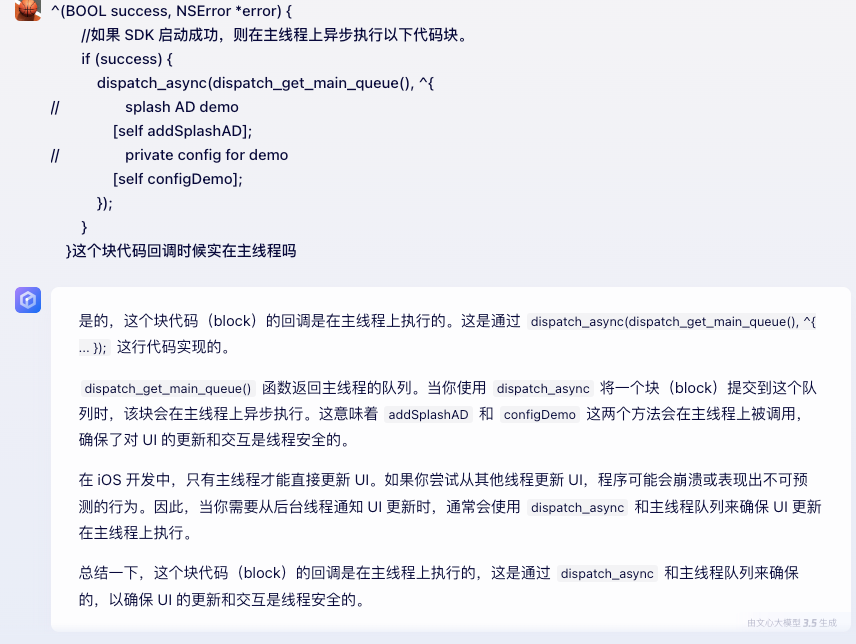 ^(BOOL success, NSError *error) {
//如果 SDK 启动成功，则在主线程上异步执行以下代码块。
if (success) {
dispatch_async(dispatch_get_main_queue(), ^{
// splash AD demo
[self addSplashAD];
// private config for demo
[self configDemo];
});
}
}这个块代码回调时候实在主线程吗
是的，这个块代码（block）的回调是在主线程上执行的。这是通过 dispatch_async(dispatch_get_main_queue(), ^{
... }); 这行代码实现的。
dispatch_get_main_queue() 函数返回主线程的队列。当你使用 dispatch_async 将一个块（block）提交到这个队
列时，该块会在主线程上异步执行。这意味着 addSplashAD 和 configDemo 这两个方法会在主线程上被调用，
确保了对 UI 的更新和交互是线程安全的。
在 iOS 开发中，只有主线程才能直接更新 UI。如果你尝试从其他线程更新 UI，程序可能会崩溃或表现出不可预
测的行为。因此，当你需要从后台线程通知 UI 更新时，通常会使用 dispatch_async 和主线程队列来确保 UI 更新
在主线程上执行。
总结一下，这个块代码（block）的回调是在主线程上执行的，这是通过 dispatch_async 和主线程队列来确保
的，以确保 UI 的更新和交互是线程安全的。
由文心大模型 3.5 生成